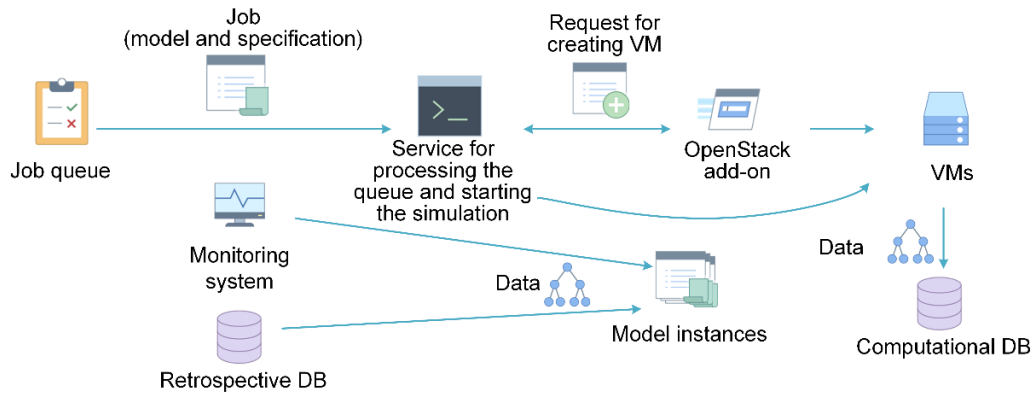 Job
(model and specification)
Request for
creating VM
Job queue
Service for
processing the
queue and starting
the simulation
OpenStack
add-on
VMs
Monitoring
system
Data
Data
Model instances
Retrospective DB
Computational DB